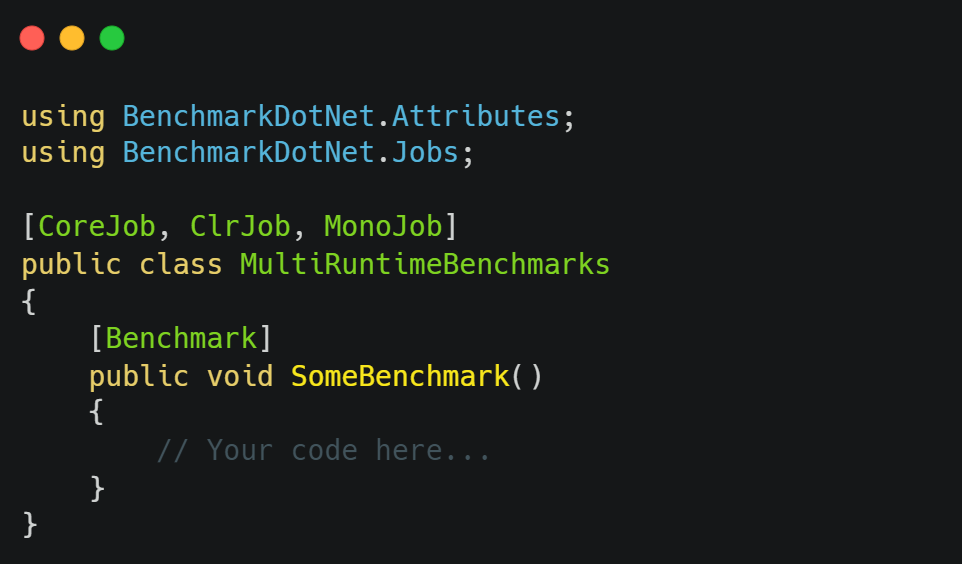 using BenchmarkDotNet.Attributes;
using BenchmarkDotNet.Jobs;

[CoreJob, ClrJob, MonoJob]
public class MultiRuntimeBenchmarks
{
    [Benchmark]
    public void SomeBenchmark()
    {
        // Your code here...
    }
}